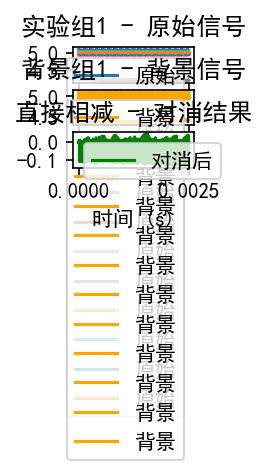 实验组1 - 原始信号
5.0
原始
背景组1 - 背景信号
5.0
背景
直接相减 - 对消结果
0.0
-0.1
对消后
0.0000
0.0025
时间 (s)
背景
背景
背景
背景
背景
背景
背景
背景
背景
背景